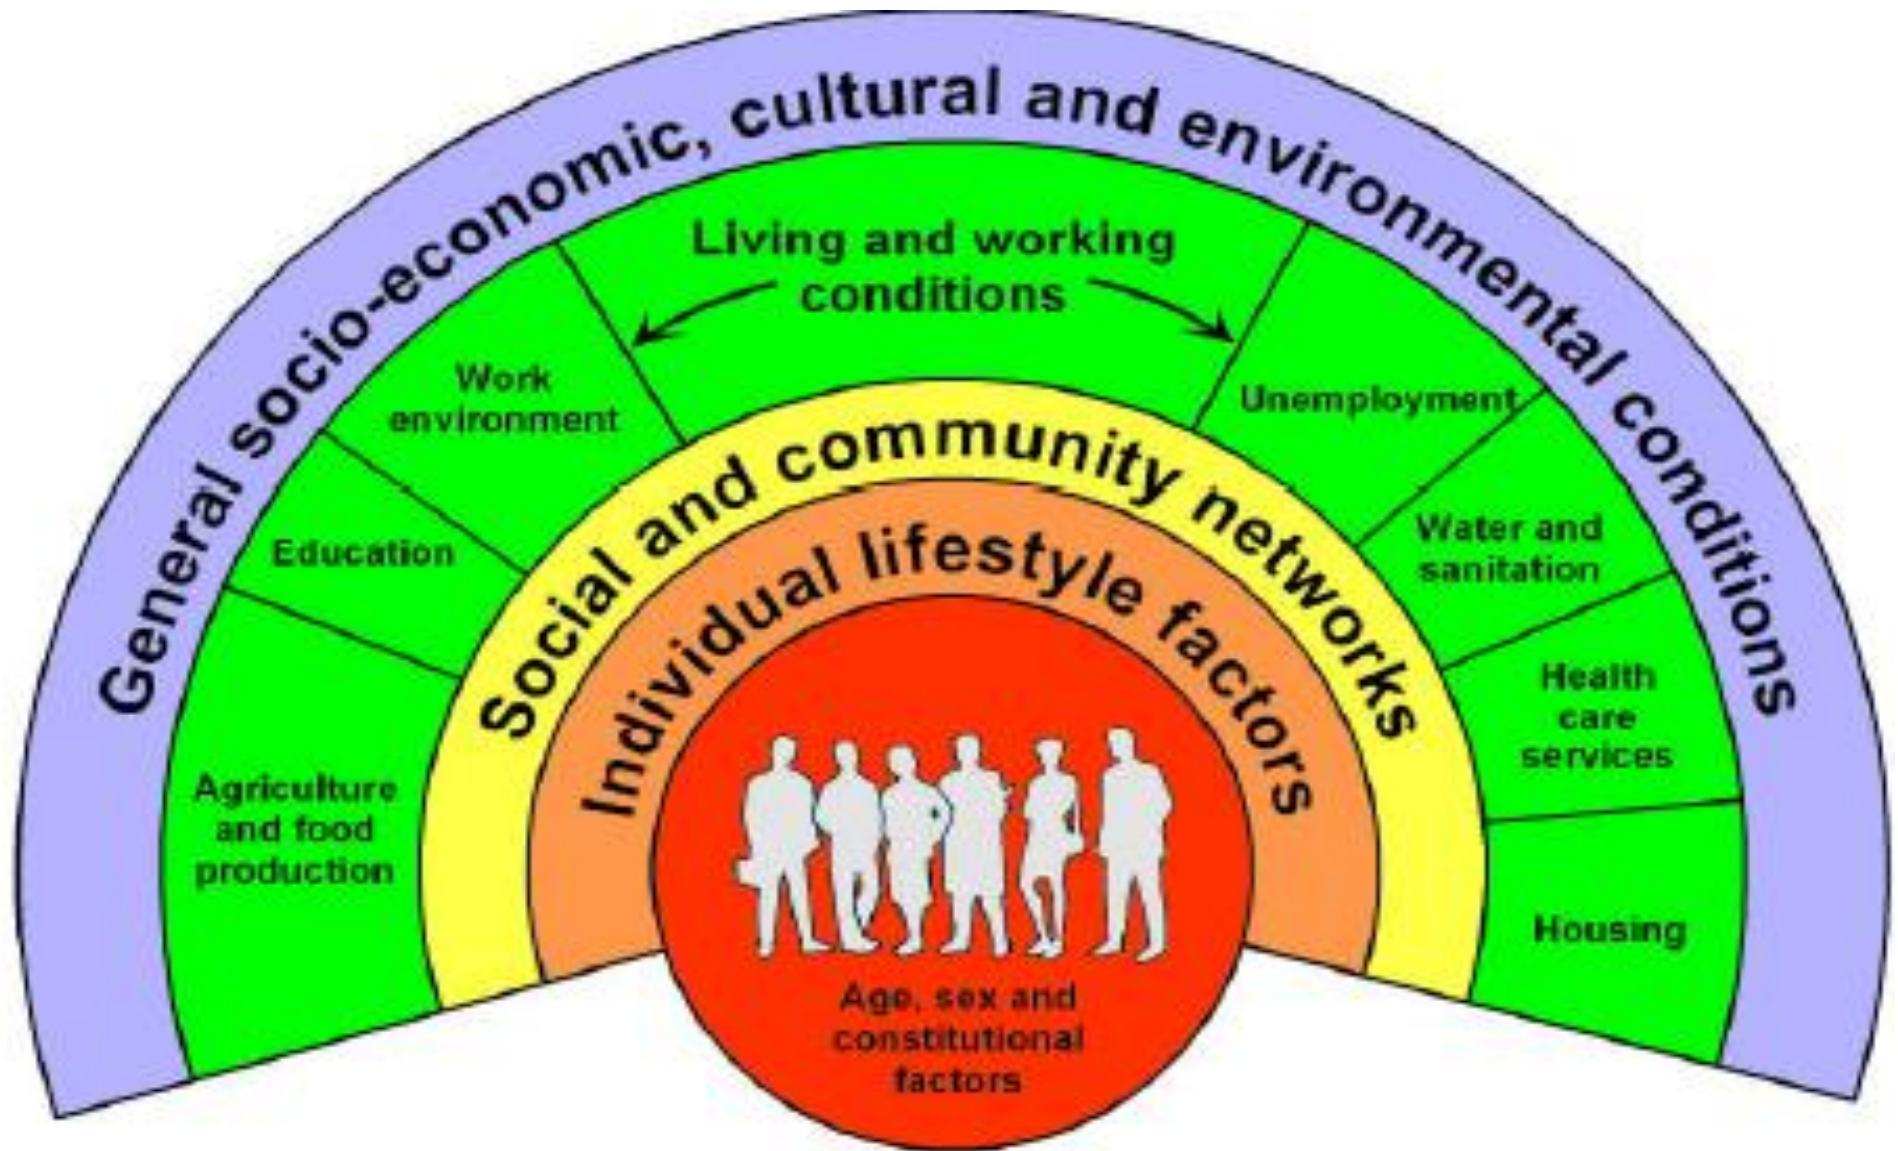 General socio-economic, cultural and environmental conditions
Living and working
conditions
Work
environment
Unemployment
Education
Water and
sanitation
Agriculture
and food
production
Health
care
services
Housing
Social and community networks
Individual lifestyle factors
Age, sex and
constitutional
factors